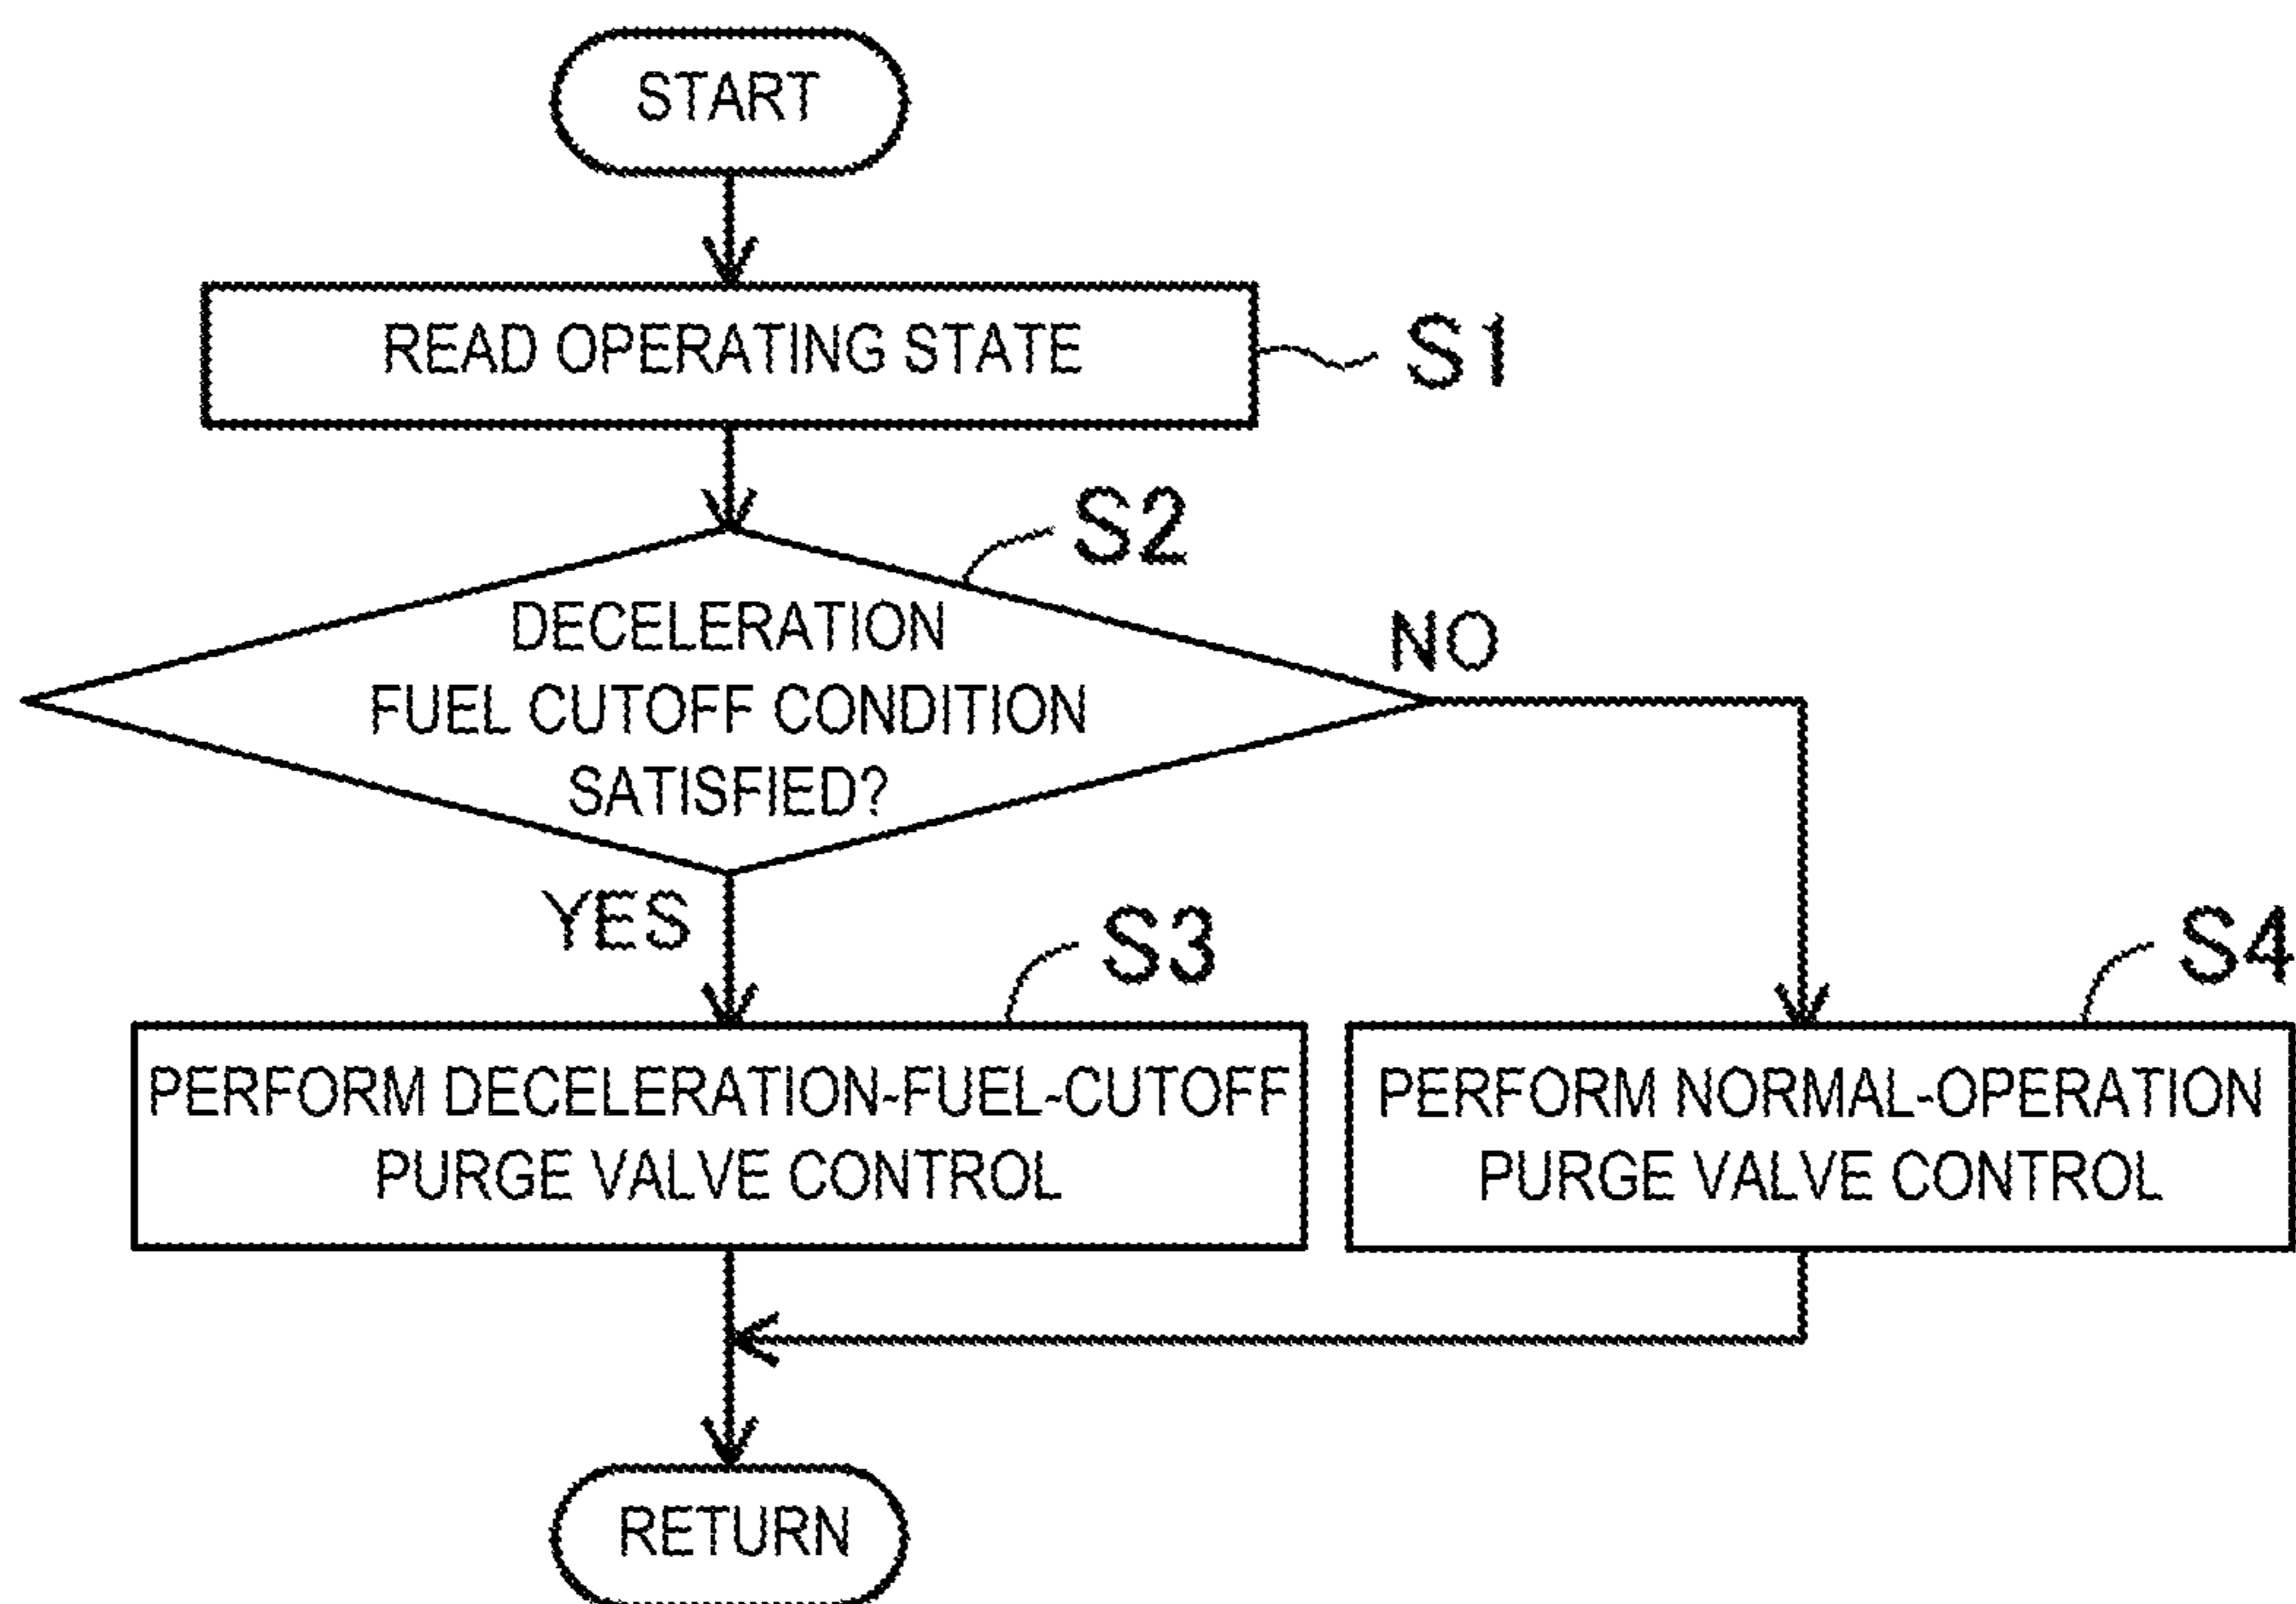 START
READ OPERATING STATE
S1
S2
DECELERATION
FUEL CUTOFF CONDITION
SATISFIED?
NO
YES
S3
S4
PERFORM DECELERATION-FUEL-CUTOFF
PURGE VALVE CONTROL
PERFORM NORMAL-OPERATION
PURGE VALVE CONTROL
RETURN